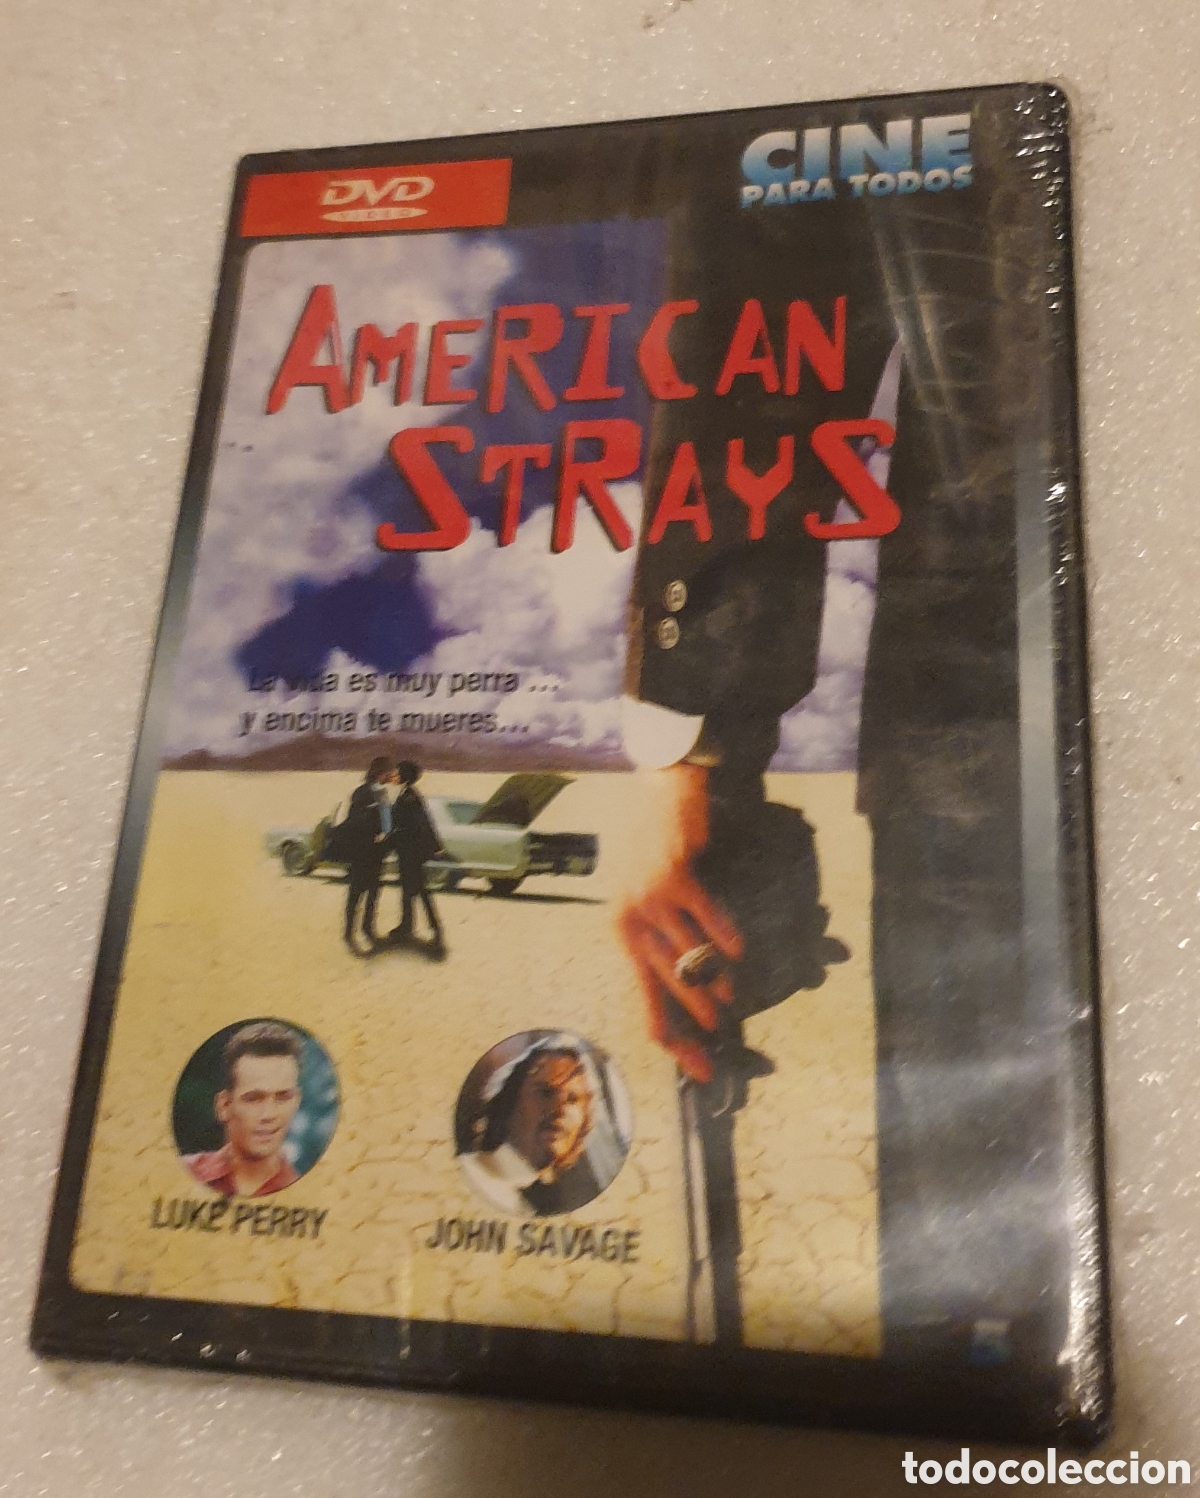 DVD
VIDEO
CINE
PARA TODOS
AMERICAN
STRAYS
La vida es muy perra ...
y encima te mueres...
LUKE PERRY
JOHN SAVAGE
todocoleccion